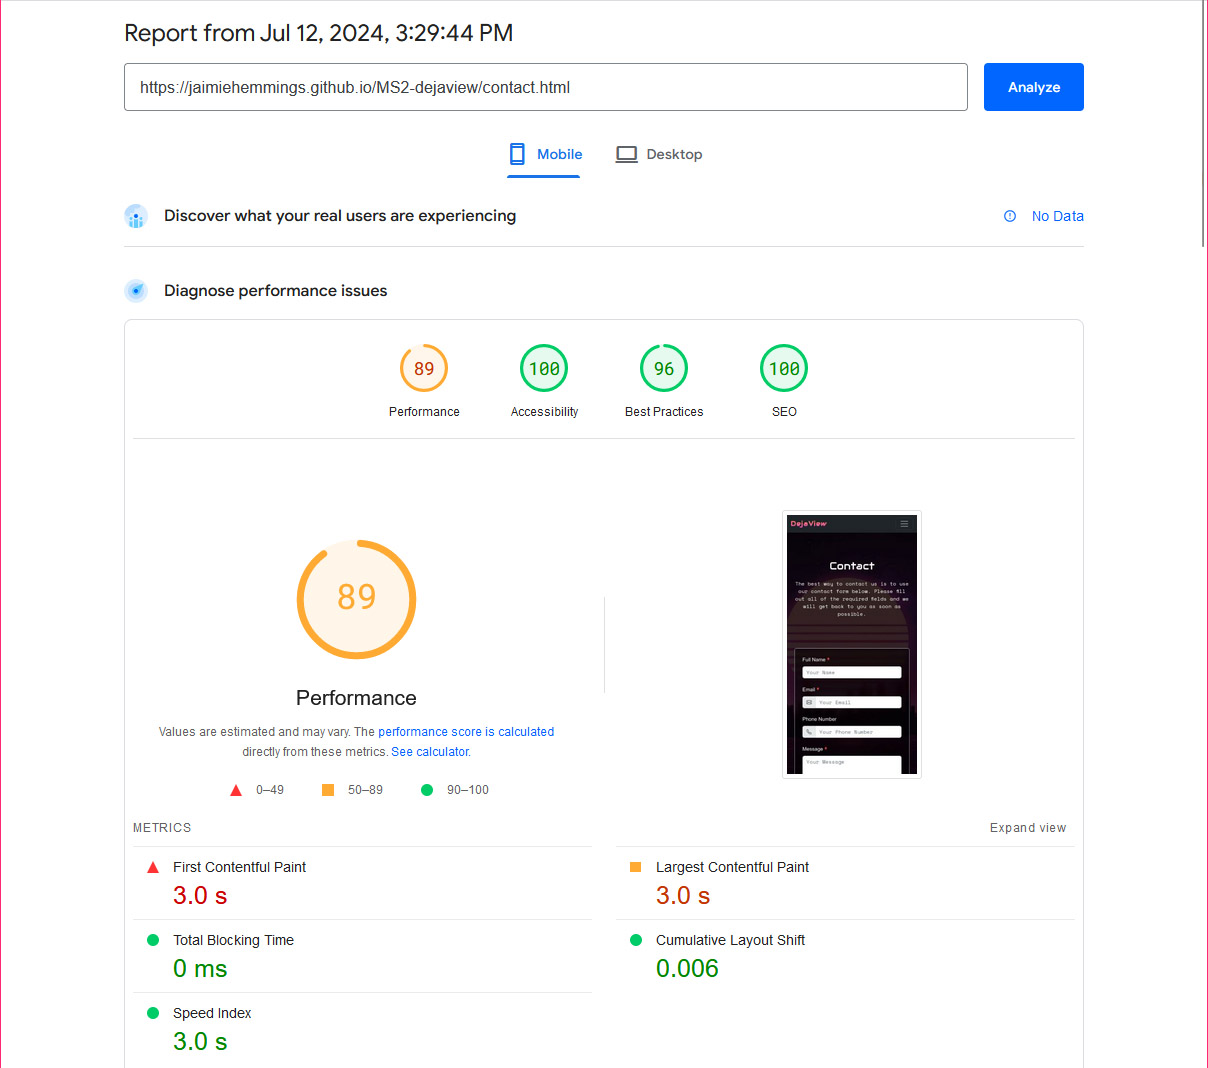 Report from Jul 12, 2024, 3:29:44 PM
https://jaimiehemmings.github.io/MS2-dejaview/contact.html
Analyze
Mobile
Desktop
Discover what your real users are experiencing
No Data
Diagnose performance issues
89
100
96
100
Performance
Accessibility
Best Practices
SEO
89
Performance
Values are estimated and may vary. The performance score is calculated
directly from these metrics. See calculator.
0–49
50–89
90–100
DejaView
Contact
The best way to contact us is to use
our contact form below. Please fill
out all of the required fields and we
will get back to you as soon as
possible.
Full Name *
Your Name
Email *
Your Email
Phone Number
Your Phone Number
Message *
Your Message
METRICS
Expand view
First Contentful Paint
3.0 s
Largest Contentful Paint
3.0 s
Total Blocking Time
0 ms
Cumulative Layout Shift
0.006
Speed Index
3.0 s